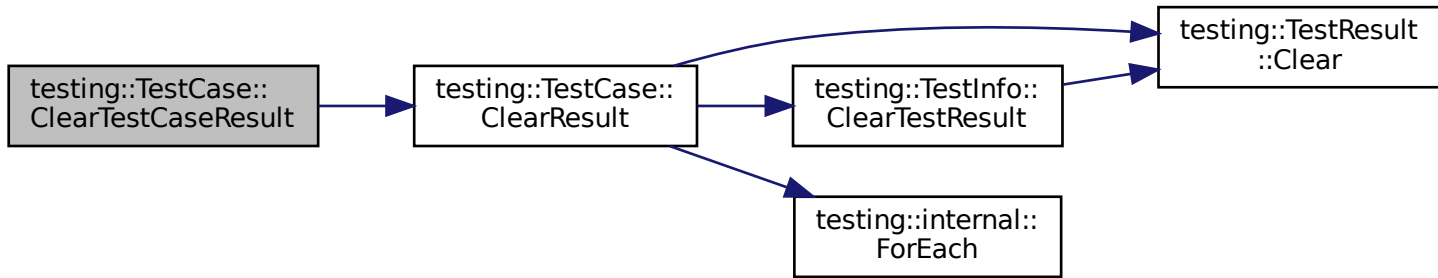 testing::TestCase::
ClearTestCaseResult
testing::TestCase::
ClearResult
testing::TestResult
::Clear
testing::TestInfo::
ClearTestResult
testing::internal::
ForEach